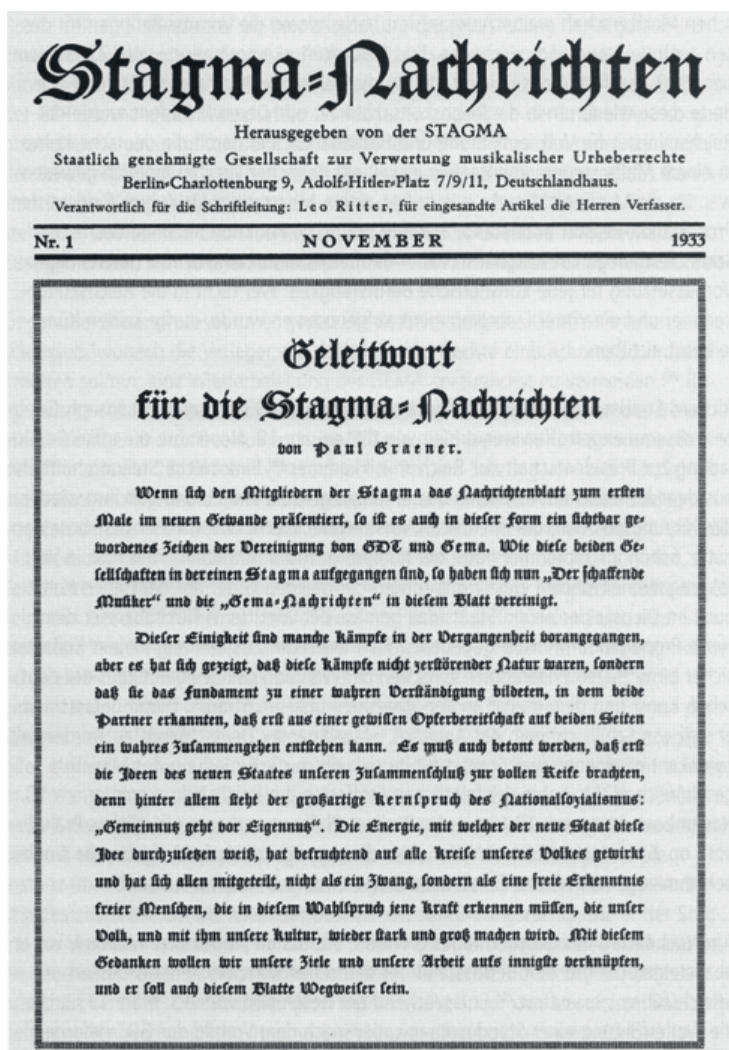 Stagma-Nachrichten
Herausgegeben von der STAGMA
Staatlich genehmigte Gesellschaft zur Verwertung musikalischer Urheberrechte
Berlin-Charlottenburg 9, Adolf-Hitler-Platz 7/9/11, Deutschlandhaus.
Verantwortlich für die Schriftleitung: Leo Ritter, für eingesandte Artikel die Herren Verfasser.
Nr. 1 NOVEMBER 1933
Geleitwort
für die Stagma-Nachrichten
von Paul Graener.
Wenn sich den Mitgliedern der Stagma das Nachrichtenblatt zum ersten
Male im neuen Gewande präsentiert, so ist es auch in dieser Form ein sichtbar ge-
wordenes Zeichen der Vereinigung von GDT und Gema. Wie diese beiden Ge-
sellschaften in der einen Stagma aufgegangen sind, so haben sich nun „Der schaffende
Musiker“ und die „Gema-Nachrichten“ in diesem Blatt vereinigt.
Dieser Einigkeit sind manche Kämpfe in der Vergangenheit vorangegangen,
aber es hat sich gezeigt, daß diese Kämpfe nicht zerstörender Natur waren, sondern
daß sie das Fundament zu einer wahren Verständigung bildeten, in dem beide
Partner erkannten, daß erst aus einer gewissen Opferbereitschaft auf beiden Seiten
ein wahres Zusammengehen entstehen kann. Es muß auch betont werden, daß erst
die Ideen des neuen Staates unseren Zusammenschluß zur vollen Reife brachten,
denn hinter allem steht der großartige Kernspruch des Nationalsozialismus:
„Gemeinnutz geht vor Eigennutz“. Die Energie, mit welcher der neue Staat diese
Idee durchzusetzen weiß, hat befruchtend auf alle Kreise unseres Volkes gewirkt
und hat sich allen mitgeteilt, nicht als ein Zwang, sondern als eine freie Erkenntnis
freier Menschen, die in diesem Wahlspruch jene Kraft erkennen müssen, die unser
Volk, und mit ihm unsere Kultur, wieder stark und groß machen wird. Mit diesem
Gedanken wollen wir unsere Ziele und unsere Arbeit aufs innigste verknüpfen,
und er soll auch diesem Blatte Wegweiser sein.